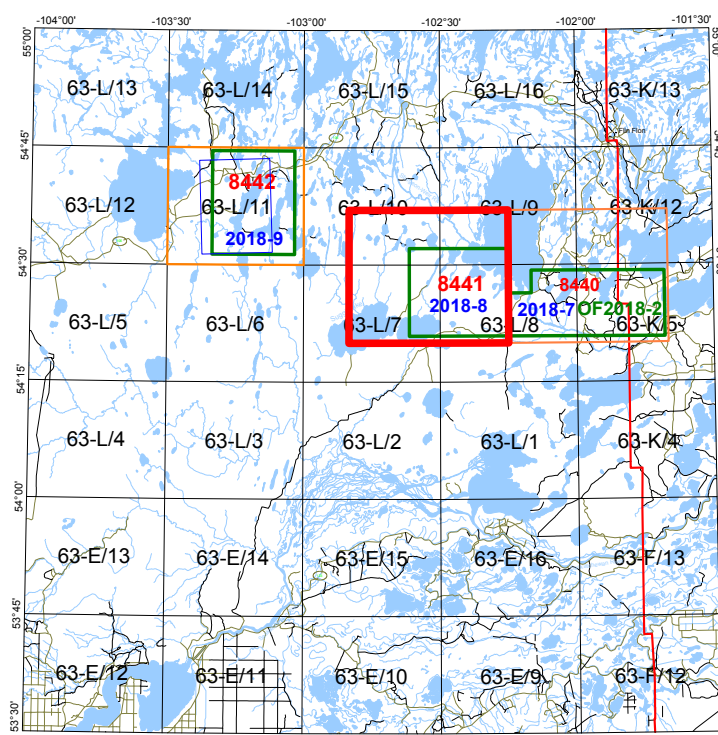 -104°00' -103°30' -103°00' -102°30' -102°00' -101°30'
55°00'
63-L/13 63-L/14 63-L/15 63-L/16 63-K/13
Flin Flon
54°45'
8442
63-L/12 63-L/11 63-L/10 63-L/9 63-K/12
2018-9
54°30'
8441 8440
2018-8 2018-7 OF2018-2
63-L/5 63-L/6 63-L/7 63-L/8 63-K/5
54°15'
63-L/4 63-L/3 63-L/2 63-L/1 63-K/4
54°00'
63-E/13 63-E/14 63-E/15 63-E/16 63-F/13
53°45'
63-E/12 63-E/11 63-E/10 63-E/9 63-F/12
53°30'